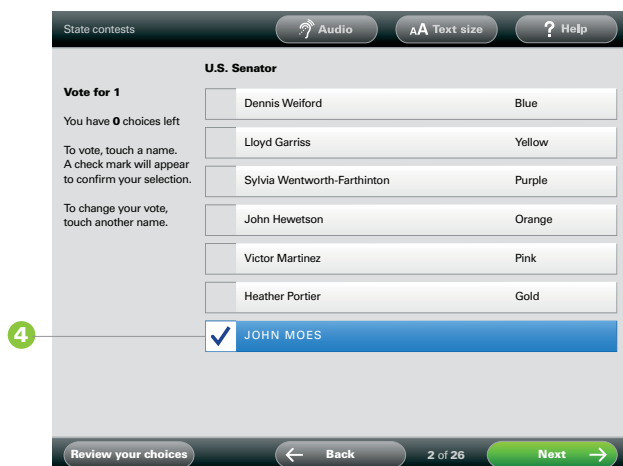 State contests
Audio
AA Text size
? Help
U.S. Senator
Vote for 1
You have 0 choices left
To vote, touch a name.
A check mark will appear
to confirm your selection.
To change your vote,
touch another name.
Dennis Weiford Blue
Lloyd Garriss Yellow
Sylvia Wentworth-Farthinton Purple
John Hewetson Orange
Victor Martinez Pink
Heather Portier Gold
4
JOHN MOES
Review your choices
← Back
2 of 26
Next →